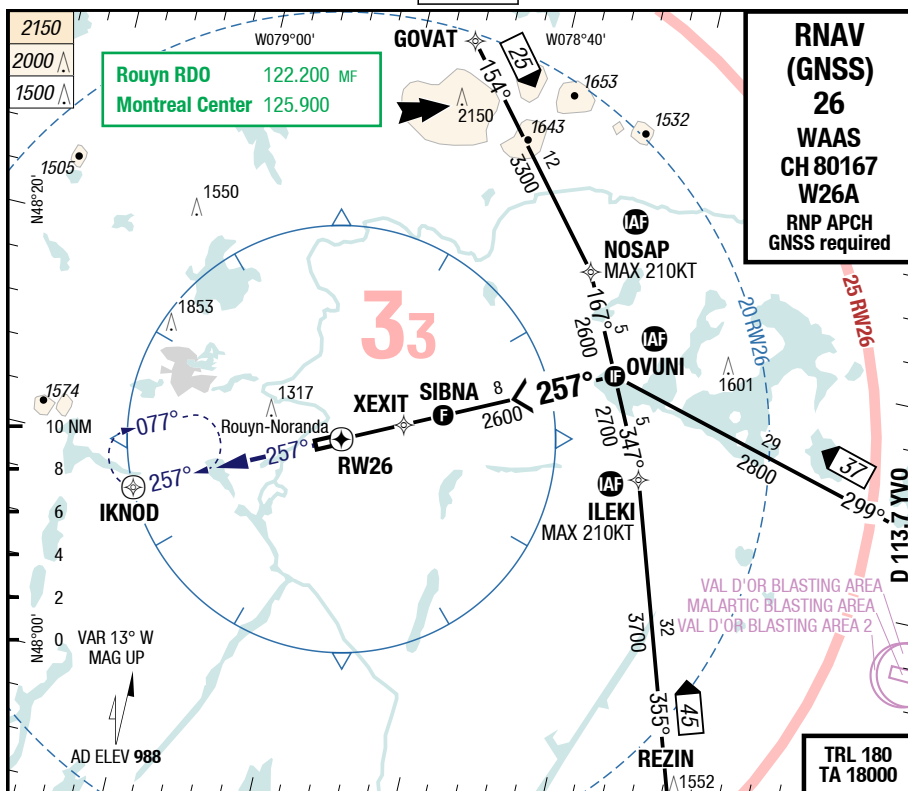 2150
2000
1500
Rouyn RDO 122.200 MF
Montreal Center 125.900
W079°00'
W078°40'
GOVAT
25
154°
12
3300
2150
1653
1643
1532
RNAV
(GNSS)
26
WAAS
CH 80167
W26A
RNP APCH
GNSS required
1505
N48°20'
1550
1853
33
IAF
NOSAP
MAX 210KT
167°
5
2600
IAF
OVUNI
IF
20 RW26
25 RW26
1601
1574
1317
Rouyn-Noranda
XEXIT
SIBNA
F
8
2600
257°
RW26
257°
077°
257°
IKNOD
10 NM
8
6
4
2
0
N48°00'
5
2700
347°
IAF
ILEKI
MAX 210KT
29
2800
37
299°
D 113.7 YVO
VAL D'OR BLASTING AREA
MALARTIC BLASTING AREA
VAL D'OR BLASTING AREA 2
VAR 13° W
MAG UP
AD ELEV 988
32
3700
45
355°
REZIN
1552
TRL 180
TA 18000